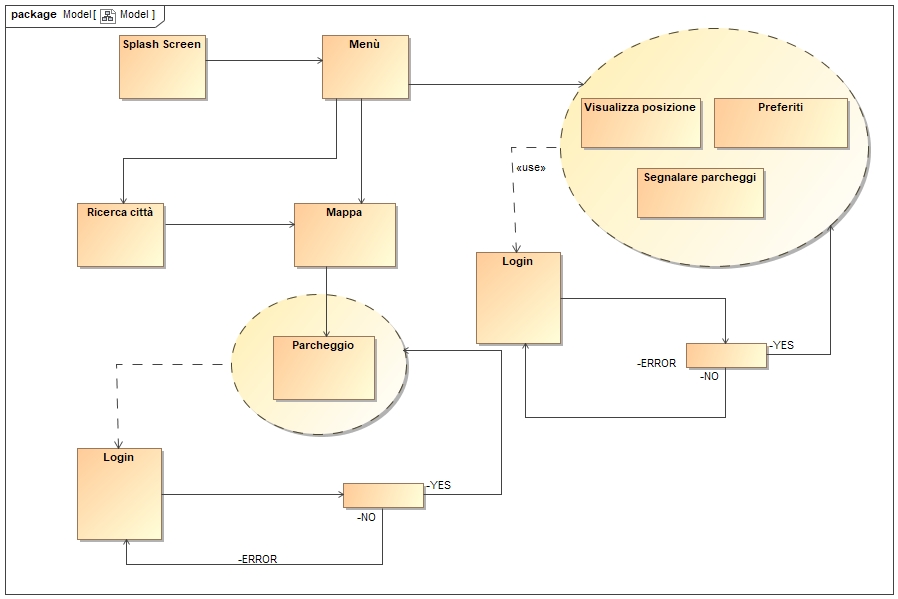 package Model[ Model ]
Splash Screen
Menù
Visualizza posizione
Preferiti
«use»
Segnalare parcheggi
Ricerca città
Mappa
Login
Parcheggio
-YES
-ERROR
-NO
Login
-YES
-NO
-ERROR